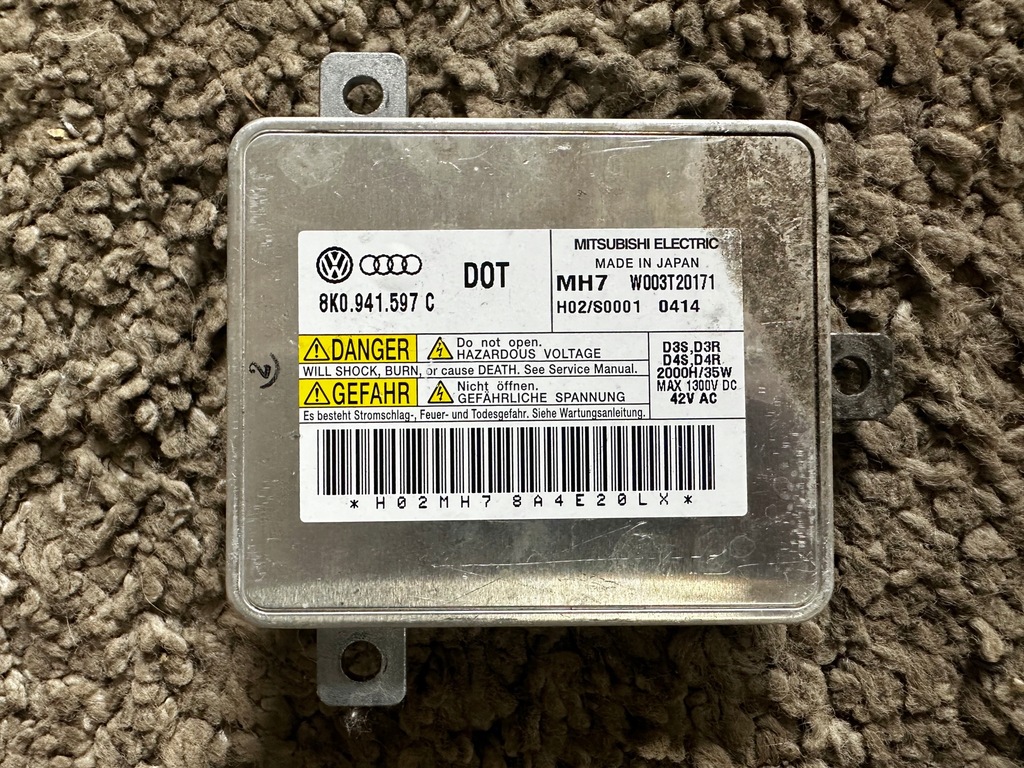 DOT
8K0.941.597 C
MITSUBISHI ELECTRIC
MADE IN JAPAN
MH7 W003T20171
H02/S0001 0414
DANGER
Do not open.
HAZARDOUS VOLTAGE
WILL SHOCK, BURN, or cause DEATH. See Service Manual.
GEFAHR
Nicht öffnen.
GEFÄHRLICHE SPANNUNG
Es besteht Stromschlag-, Feuer- und Todesgefahr. Siehe Wartungsanleitung.
D3S,D3R
D4S,D4R
2000H/35W
MAX 1300V DC
42V AC
*H02MH78A4E20LX*
2